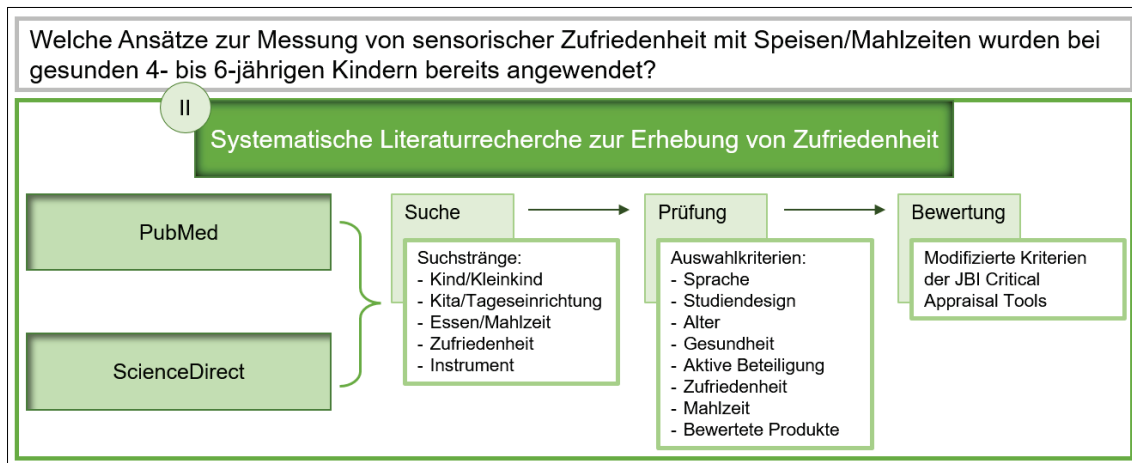 Welche Ansätze zur Messung von sensorischer Zufriedenheit mit Speisen/Mahlzeiten wurden bei
gesunden 4- bis 6-jährigen Kindern bereits angewendet?
II
Systematische Literaturrecherche zur Erhebung von Zufriedenheit
PubMed
ScienceDirect
Suche
Suchstränge:
- Kind/Kleinkind
- Kita/Tageseinrichtung
- Essen/Mahlzeit
- Zufriedenheit
- Instrument
Prüfung
Auswahlkriterien:
- Sprache
- Studiendesign
- Alter
- Gesundheit
- Aktive Beteiligung
- Zufriedenheit
- Mahlzeit
- Bewertete Produkte
Bewertung
Modifizierte Kriterien
der JBI Critical
Appraisal Tools